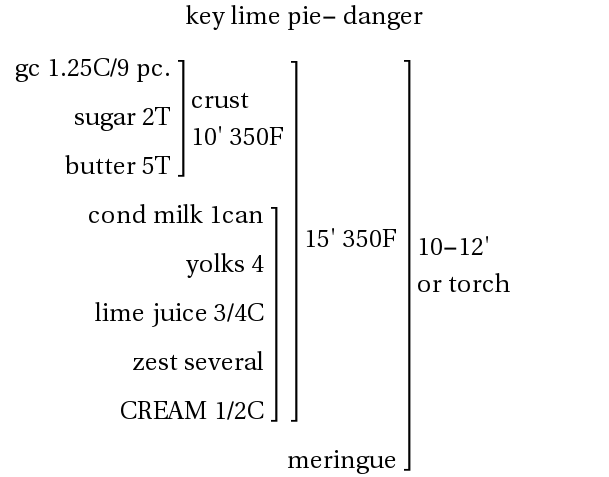 key lime pie– danger
gc 1.25C/9 pc.
sugar 2T
butter 5T
crust
10' 350F
cond milk 1can
yolks 4
lime juice 3/4C
zest several
CREAM 1/2C
15' 350F
meringue
10–12'
or torch